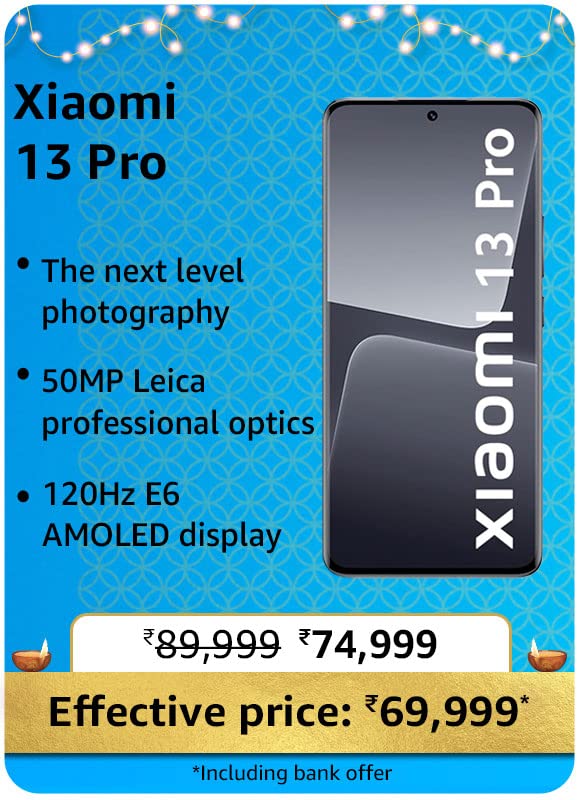 Xiaomi
13 Pro
• The next level
photography
• 50MP Leica
professional optics
• 120Hz E6
AMOLED display
xiaomi 13 Pro
₹89,999 ₹74,999
Effective price: ₹69,999*
*Including bank offer